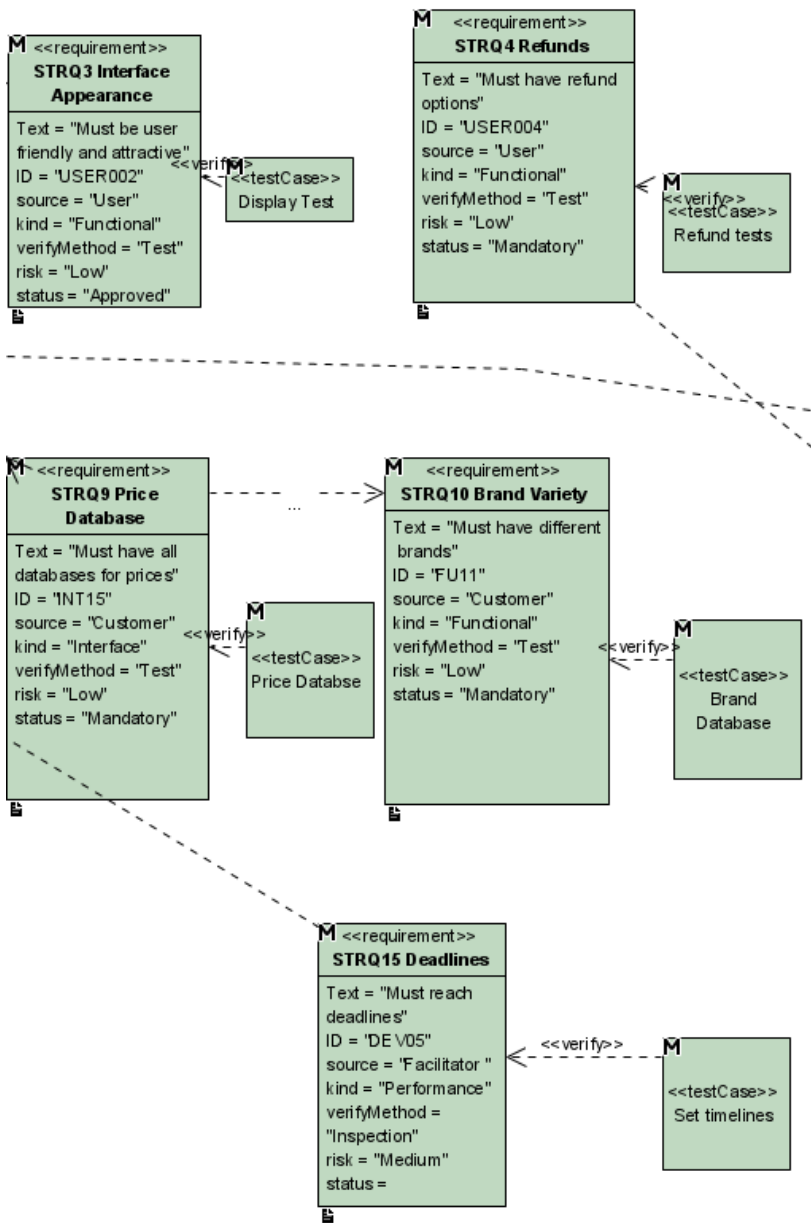 M <<requirement>>
STRQ3 Interface
Appearance
Text = "Must be user
friendly and attractive"
ID = "USER002"
source = "User"
kind = "Functional"
verifyMethod = "Test"
risk = "Low"
status = "Approved"
<<verify>>
M
<<testCase>>
Display Test
M <<requirement>>
STRQ4 Refunds
Text = "Must have refund
options"
ID = "USER004"
source = "User"
kind = "Functional"
verifyMethod = "Test"
risk = "Low"
status = "Mandatory"
M
<<verify>>
<<testCase>>
Refund tests
M <<requirement>>
STRQ9 Price
Database
Text = "Must have all
databases for prices"
ID = "INT15"
source = "Customer"
kind = "Interface"
verifyMethod = "Test"
risk = "Low"
status = "Mandatory"
...
<<verify>>
M
<<testCase>>
Price Databse
M <<requirement>>
STRQ10 Brand Variety
Text = "Must have different
brands"
ID = "FU11"
source = "Customer"
kind = "Functional"
verifyMethod = "Test"
risk = "Low"
status = "Mandatory"
<<verify>>
M
<<testCase>>
Brand
Database
M <<requirement>>
STRQ15 Deadlines
Text = "Must reach
deadlines"
ID = "DEV05"
source = "Facilitator "
kind = "Performance"
verifyMethod =
"Inspection"
risk = "Medium"
status =
<<verify>>
M
<<testCase>>
Set timelines